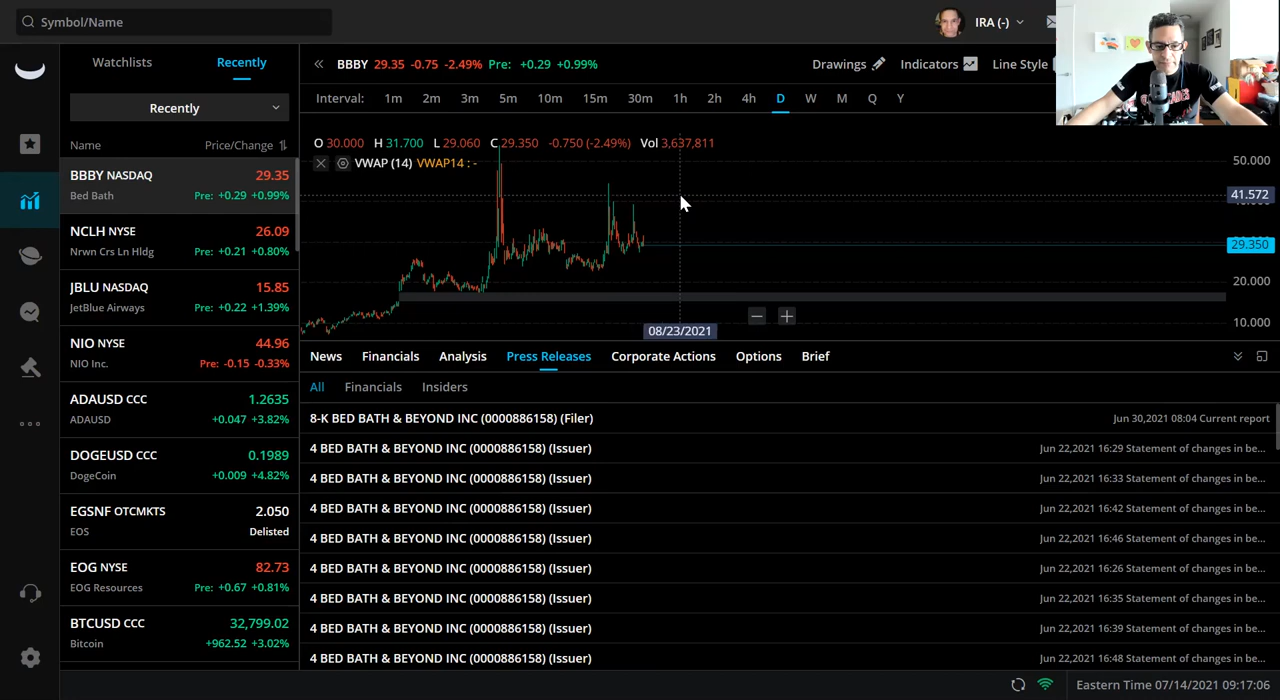 Symbol/Name
IRA (-)
Watchlists
Recently
BBBY 29.35 -0.75 -2.49% Pre: +0.29 +0.99%
Drawings
Indicators
Line Style
Recently
Interval: 1m 2m 3m 5m 10m 15m 30m 1h 2h 4h D W M Q Y
Name
Price/Change
O 30.000 H 31.700 L 29.060 C 29.350 -0.750 (-2.49%) Vol 3,637,811
VWAP (14) VWAP14 : -
50.000
41.572
29.350
20.000
10.000
08/23/2021
BBBY NASDAQ 29.35
Bed Bath Pre: +0.29 +0.99%
NCLH NYSE 26.09
Nrwn Crs Ln Hldg Pre: +0.21 +0.80%
JBLU NASDAQ 15.85
JetBlue Airways Pre: +0.22 +1.39%
NIO NYSE 44.96
NIO Inc. Pre: -0.15 -0.33%
ADAUSD CCC 1.2635
ADAUSD +0.047 +3.82%
DOGEUSD CCC 0.1989
DogeCoin +0.009 +4.82%
EGSNF OTCMKTS 2.050
EOS Delisted
EOG NYSE 82.73
EOG Resources Pre: +0.67 +0.81%
BTCUSD CCC 32,799.02
Bitcoin +962.52 +3.02%
News Financials Analysis Press Releases Corporate Actions Options Brief
All Financials Insiders
8-K BED BATH & BEYOND INC (0000886158) (Filer) Jun 30,2021 08:04 Current report
4 BED BATH & BEYOND INC (0000886158) (Issuer) Jun 22,2021 16:29 Statement of changes in be...
4 BED BATH & BEYOND INC (0000886158) (Issuer) Jun 22,2021 16:33 Statement of changes in be...
4 BED BATH & BEYOND INC (0000886158) (Issuer) Jun 22,2021 16:42 Statement of changes in be...
4 BED BATH & BEYOND INC (0000886158) (Issuer) Jun 22,2021 16:46 Statement of changes in be...
4 BED BATH & BEYOND INC (0000886158) (Issuer) Jun 22,2021 16:26 Statement of changes in be...
4 BED BATH & BEYOND INC (0000886158) (Issuer) Jun 22,2021 16:35 Statement of changes in be...
4 BED BATH & BEYOND INC (0000886158) (Issuer) Jun 22,2021 16:39 Statement of changes in be...
4 BED BATH & BEYOND INC (0000886158) (Issuer) Jun 22,2021 16:48 Statement of changes in be...
Eastern Time 07/14/2021 09:17:06